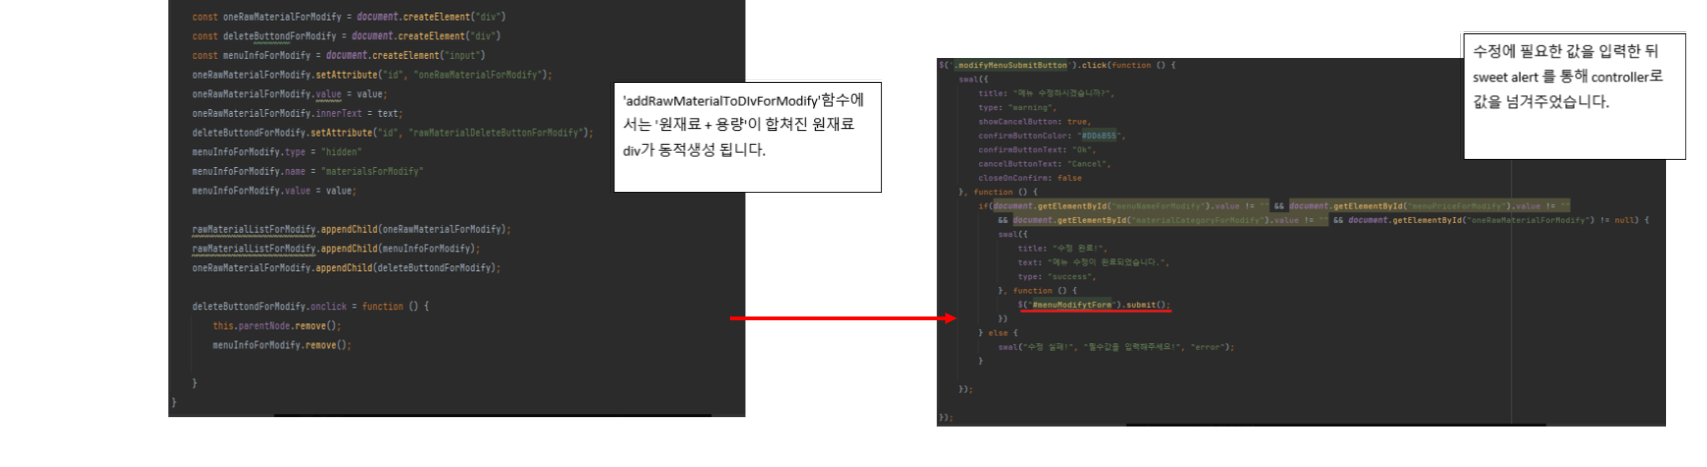 const oneRawMaterialForModify = document.createElement("div")
const deleteButtondForModify = document.createElement("div")
const menuInfoForModify = document.createElement("input")
oneRawMaterialForModify.setAttribute("id", "oneRawMaterialForModify");
oneRawMaterialForModify.value = value;
oneRawMaterialForModify.innerText = text;
deleteButtondForModify.setAttribute("id", "rawMaterialDeleteButtonForModify");
menuInfoForModify.type = "hidden"
menuInfoForModify.name = "materialsForModify"
menuInfoForModify.value = value;
rawMaterialListForModify.appendChild(oneRawMaterialForModify);
rawMaterialListForModify.appendChild(menuInfoForModify);
oneRawMaterialForModify.appendChild(deleteButtondForModify);
deleteButtondForModify.onclick = function () {
this.parentNode.remove();
menuInfoForModify.remove();
}
}
'addRawMaterialToDIvForModify'함수에
서는 '원재료 + 용량'이 합쳐진 원재료
div가 동적생성 됩니다.
$(".modifyMenuSubmitButton").click(function () {
swal({
title: "메뉴 수정하시겠습니까?",
type: "warning",
showCancelButton: true,
confirmButtonColor: "#DD6B55",
confirmButtonText: "Ok",
cancelButtonText: "Cancel",
closeOnConfirm: false
}, function () {
if(document.getElementById("menuNameForModify").value != "" && document.getElementById("menuPriceForModify").value != ""
&& document.getElementById("materialCategoryForModify").value != "" && document.getElementById("oneRawMaterialForModify") != null) {
swal({
title: "수정 완료!",
text: "메뉴 수정이 완료되었습니다.",
type: "success",
}, function () {
$("#menuModifytForm").submit();
})
} else {
swal("수정 실패!", "필수값을 입력해주세요!", "error");
}
});
});
수정에 필요한 값을 입력한 뒤
sweet alert 를 통해 controller로
값을 넘겨주었습니다.